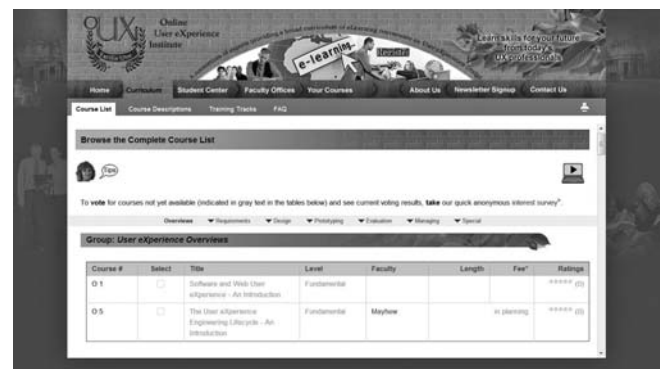 OUX
Online
User eXperience
Institute
e-learning
Learn skills for your future
from today's
UX professionals
Home Curriculum Student Center Faculty Offices Your Courses About Us Newsletter Signup Contact Us
Course List Course Descriptions Training Tracks FAQ
Browse the Complete Course List
Tips
To vote for courses not yet available (indicated in gray text in the tables below) and see current voting results, take our quick anonymous interest survey*.
Overviews Requirements Design Prototyping Evaluation Managing Special
Group: User eXperience Overviews
Course # Select Title Level Faculty Length Fee* Ratings
O 1 Software and Web User Fundamental (0)
eXperience - An Introduction
O 5 The User eXperience Fundamental Mayhew in planning (0)
Engineering Lifecycle - An
Introduction